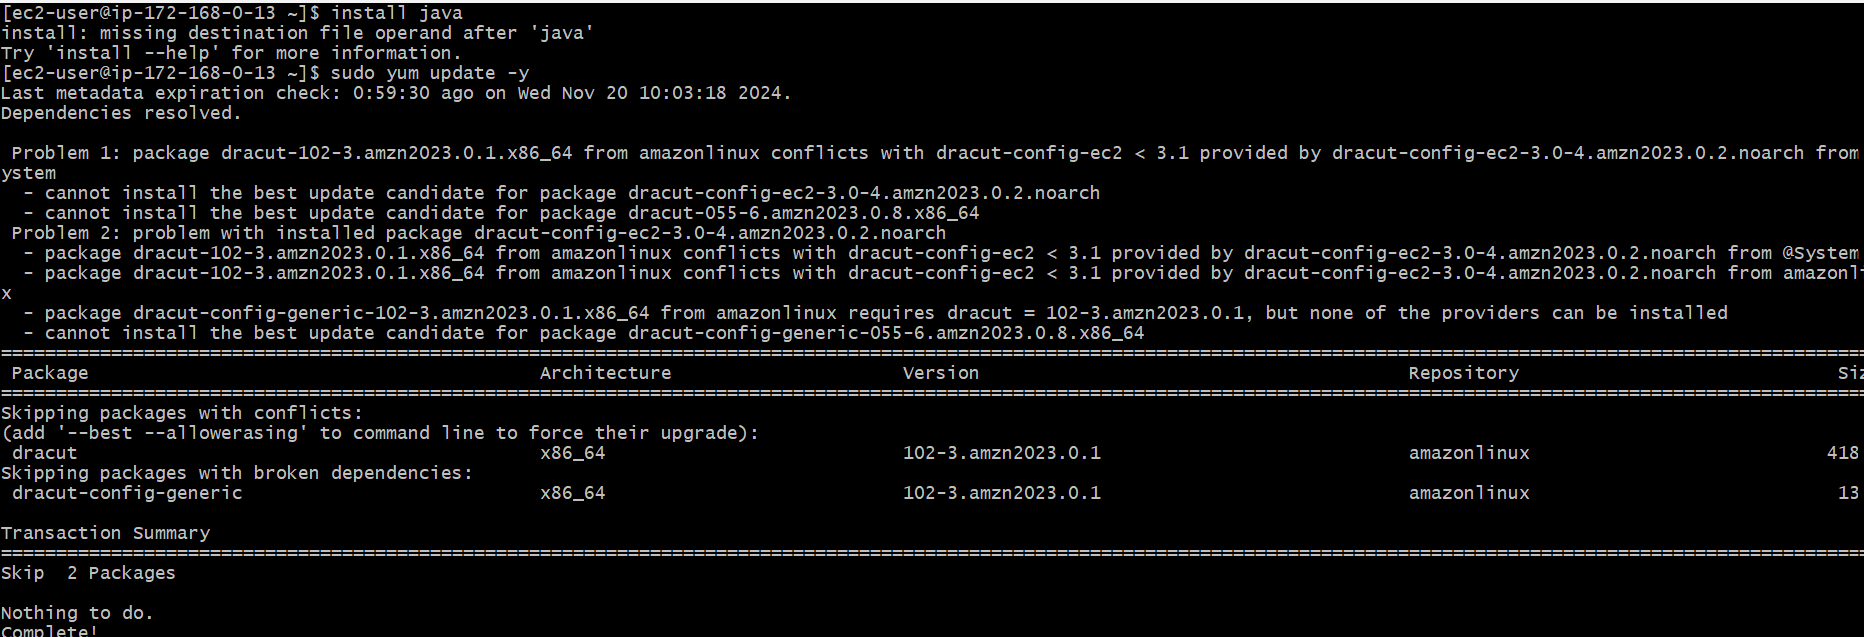 [ec2-user@ip-172-168-0-13 ~]$ install java
install: missing destination file operand after 'java'
Try 'install --help' for more information.
[ec2-user@ip-172-168-0-13 ~]$ sudo yum update -y
Last metadata expiration check: 0:59:30 ago on Wed Nov 20 10:03:18 2024.
Dependencies resolved.
Problem 1: package dracut-102-3.amzn2023.0.1.x86_64 from amazonlinux conflicts with dracut-config-ec2 < 3.1 provided by dracut-config-ec2-3.0-4.amzn2023.0.2.noarch from
ystem
- cannot install the best update candidate for package dracut-config-ec2-3.0-4.amzn2023.0.2.noarch
- cannot install the best update candidate for package dracut-055-6.amzn2023.0.8.x86_64
Problem 2: problem with installed package dracut-config-ec2-3.0-4.amzn2023.0.2.noarch
- package dracut-102-3.amzn2023.0.1.x86_64 from amazonlinux conflicts with dracut-config-ec2 < 3.1 provided by dracut-config-ec2-3.0-4.amzn2023.0.2.noarch from @System
- package dracut-102-3.amzn2023.0.1.x86_64 from amazonlinux conflicts with dracut-config-ec2 < 3.1 provided by dracut-config-ec2-3.0-4.amzn2023.0.2.noarch from amazonli
x
- package dracut-config-generic-102-3.amzn2023.0.1.x86_64 from amazonlinux requires dracut = 102-3.amzn2023.0.1, but none of the providers can be installed
- cannot install the best update candidate for package dracut-config-generic-055-6.amzn2023.0.8.x86_64
Package Architecture Version Repository Siz
Skipping packages with conflicts:
(add '--best --allowerasing' to command line to force their upgrade):
dracut x86_64 102-3.amzn2023.0.1 amazonlinux 418
Skipping packages with broken dependencies:
dracut-config-generic x86_64 102-3.amzn2023.0.1 amazonlinux 13
Transaction Summary
Skip 2 Packages
Nothing to do.
Complete!